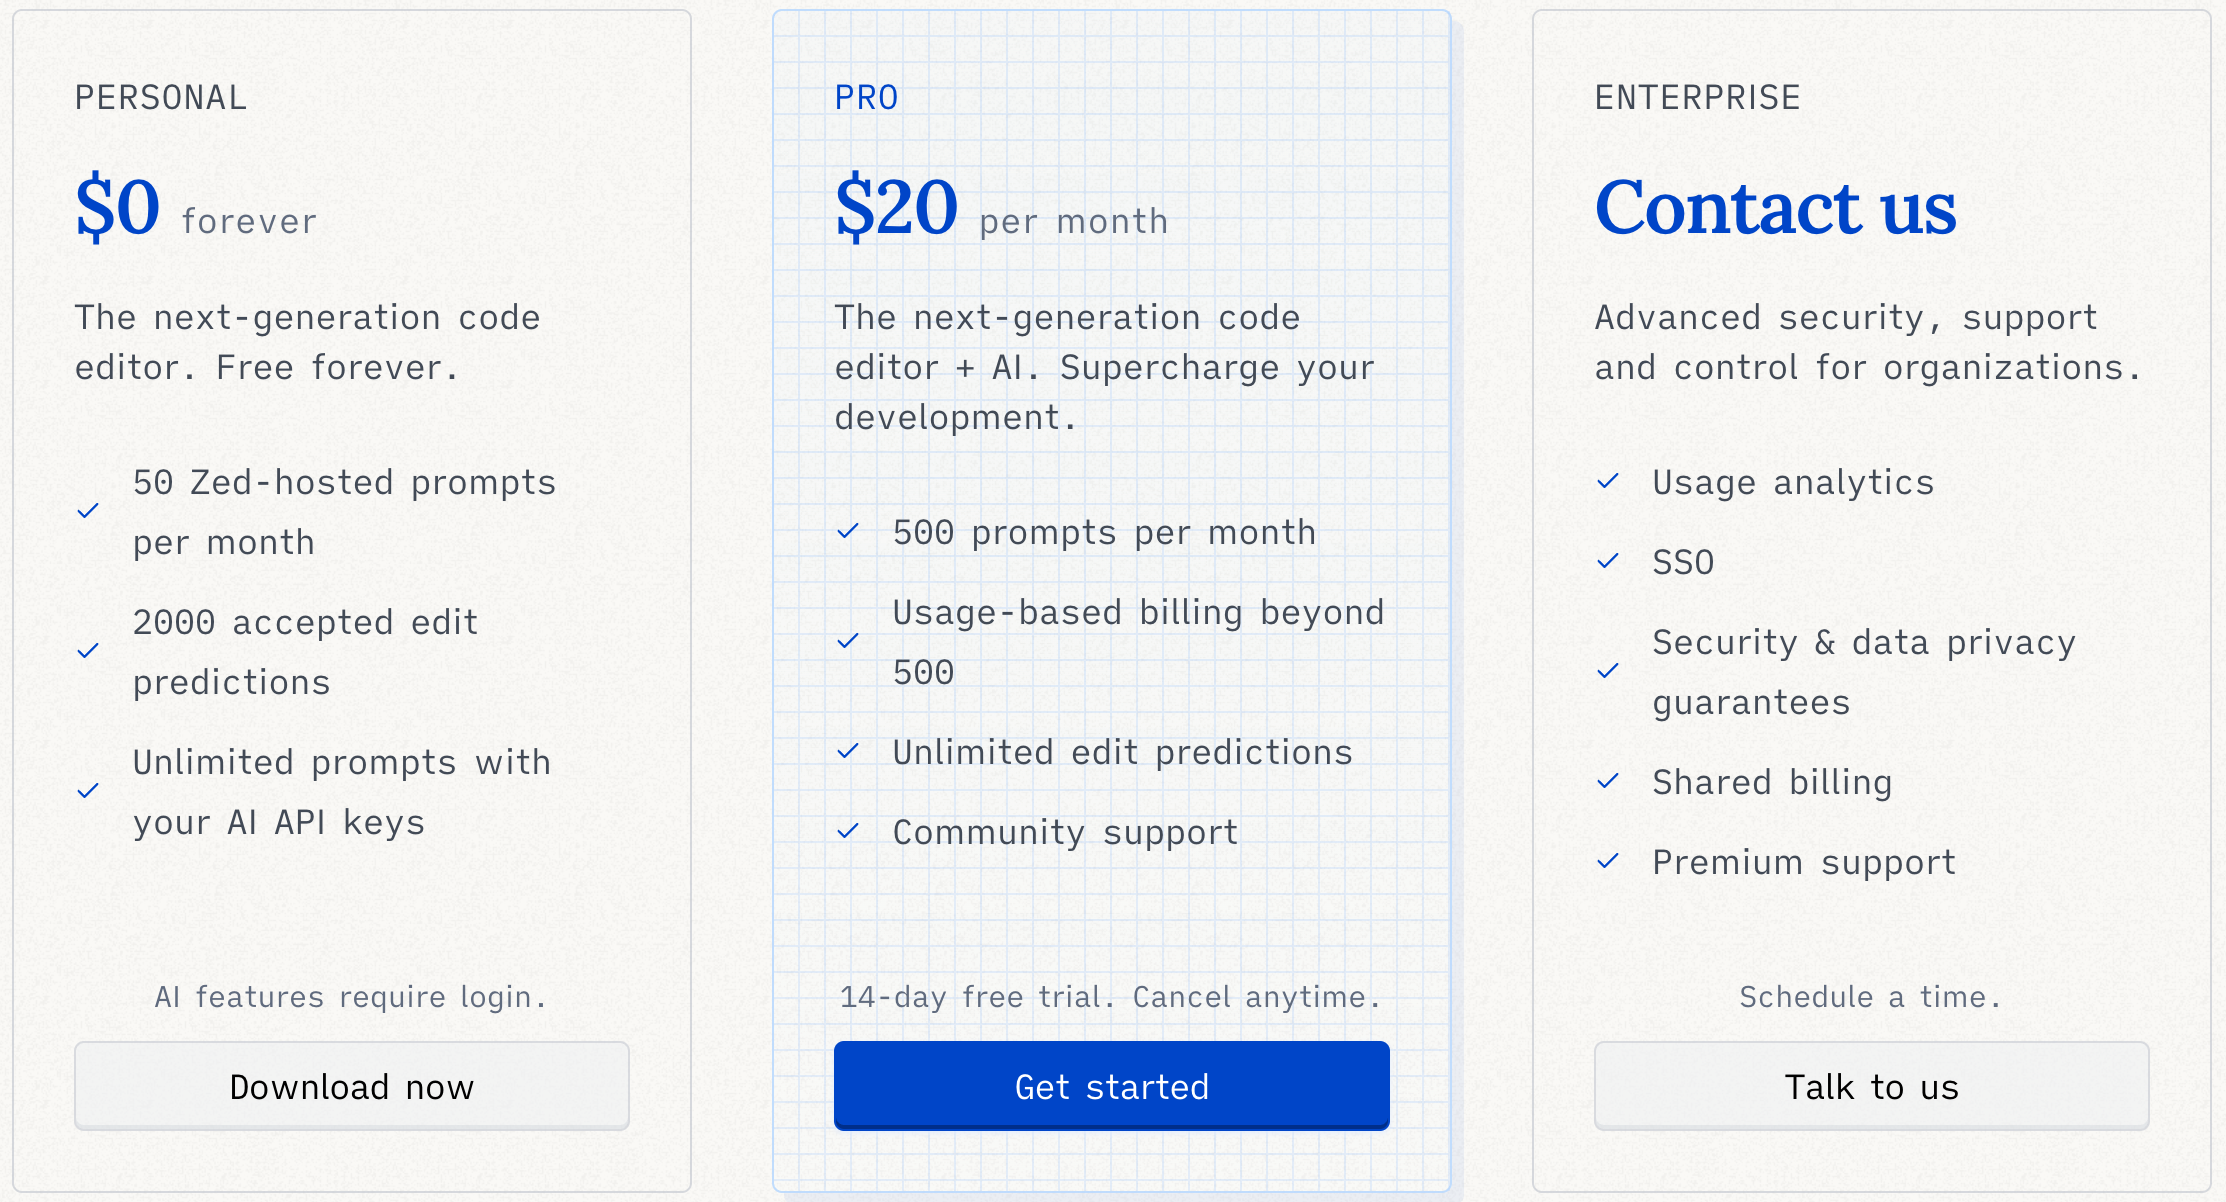 PERSONAL
$0 forever
The next-generation code
editor. Free forever.
50 Zed-hosted prompts
per month
2000 accepted edit
predictions
Unlimited prompts with
your AI API keys
AI features require login.
Download now
PRO
$20 per month
The next-generation code
editor + AI. Supercharge your
development.
500 prompts per month
Usage-based billing beyond
500
Unlimited edit predictions
Community support
14-day free trial. Cancel anytime.
Get started
ENTERPRISE
Contact us
Advanced security, support
and control for organizations.
Usage analytics
SSO
Security & data privacy
guarantees
Shared billing
Premium support
Schedule a time.
Talk to us